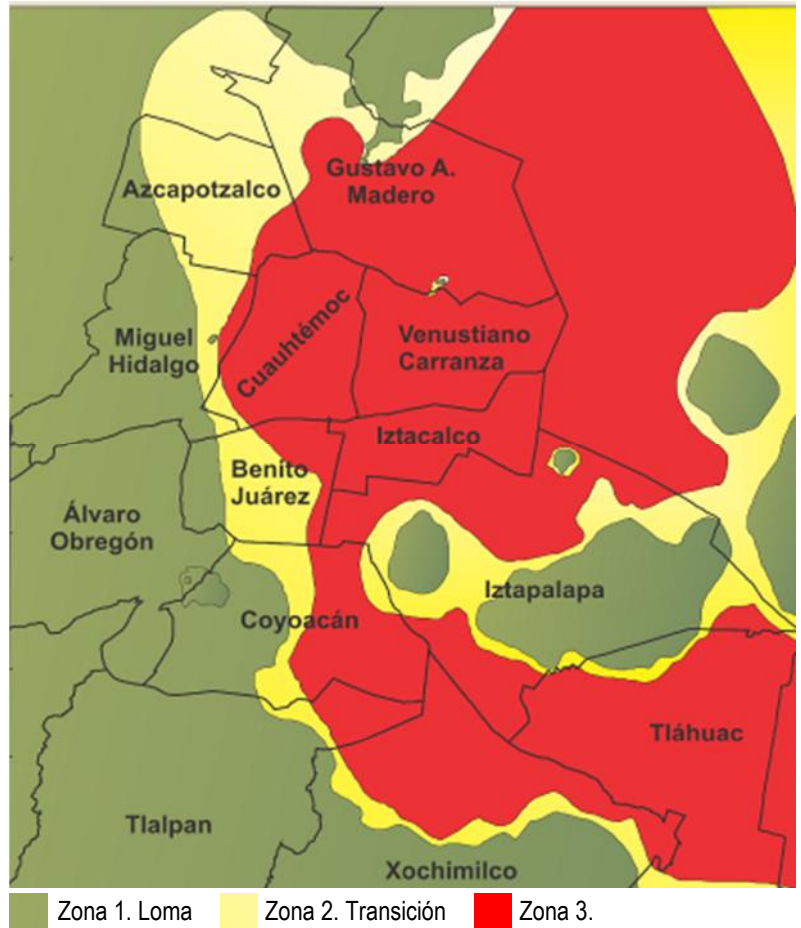 Gustavo A.
Madero
Azcapotzalco
Cuauhtémoc
Miguel
Hidalgo
Venustiano
Carranza
Iztacalco
Benito
Juárez
Álvaro
Obregón
Iztapalapa
Coyoacán
Tláhuac
Tlalpan
Xochimilco
Zona 1. Loma
Zona 2. Transición
Zona 3.